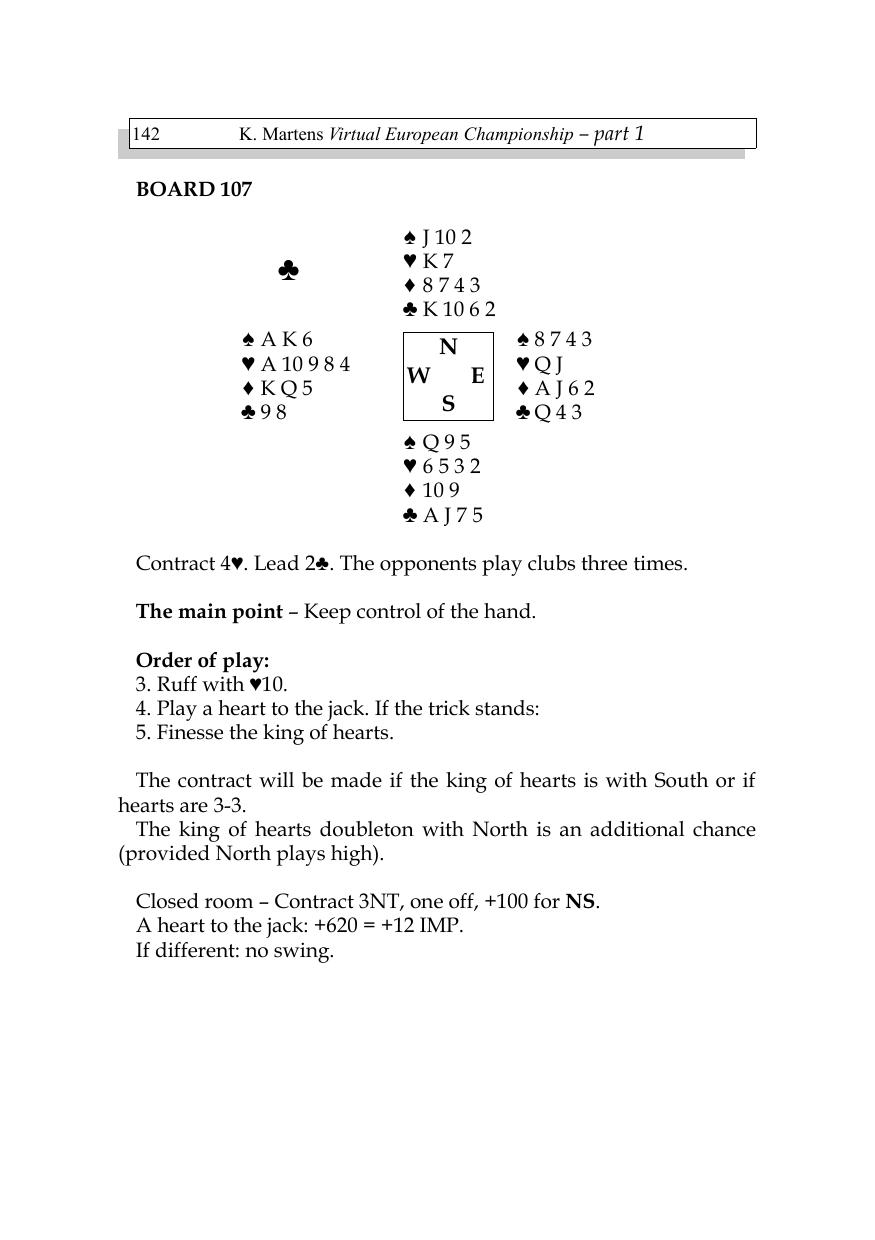 142 K. Martens Virtual European Championship – part 1
BOARD 107
♠ J 10 2
♣
♥ K 7
♦ 8 7 4 3
♣ K 10 6 2
♠ A K 6
♥ A 10 9 8 4
♦ K Q 5
♣ 9 8
N
W E
S
♠ 8 7 4 3
♥ Q J
♦ A J 6 2
♣ Q 4 3
♠ Q 9 5
♥ 6 5 3 2
♦ 10 9
♣ A J 7 5
Contract 4♥. Lead 2♣. The opponents play clubs three times.
The main point – Keep control of the hand.
Order of play:
3. Ruff with ♥10.
4. Play a heart to the jack. If the trick stands:
5. Finesse the king of hearts.
The contract will be made if the king of hearts is with South or if
hearts are 3-3.
The king of hearts doubleton with North is an additional chance
(provided North plays high).
Closed room – Contract 3NT, one off, +100 for NS.
A heart to the jack: +620 = +12 IMP.
If different: no swing.